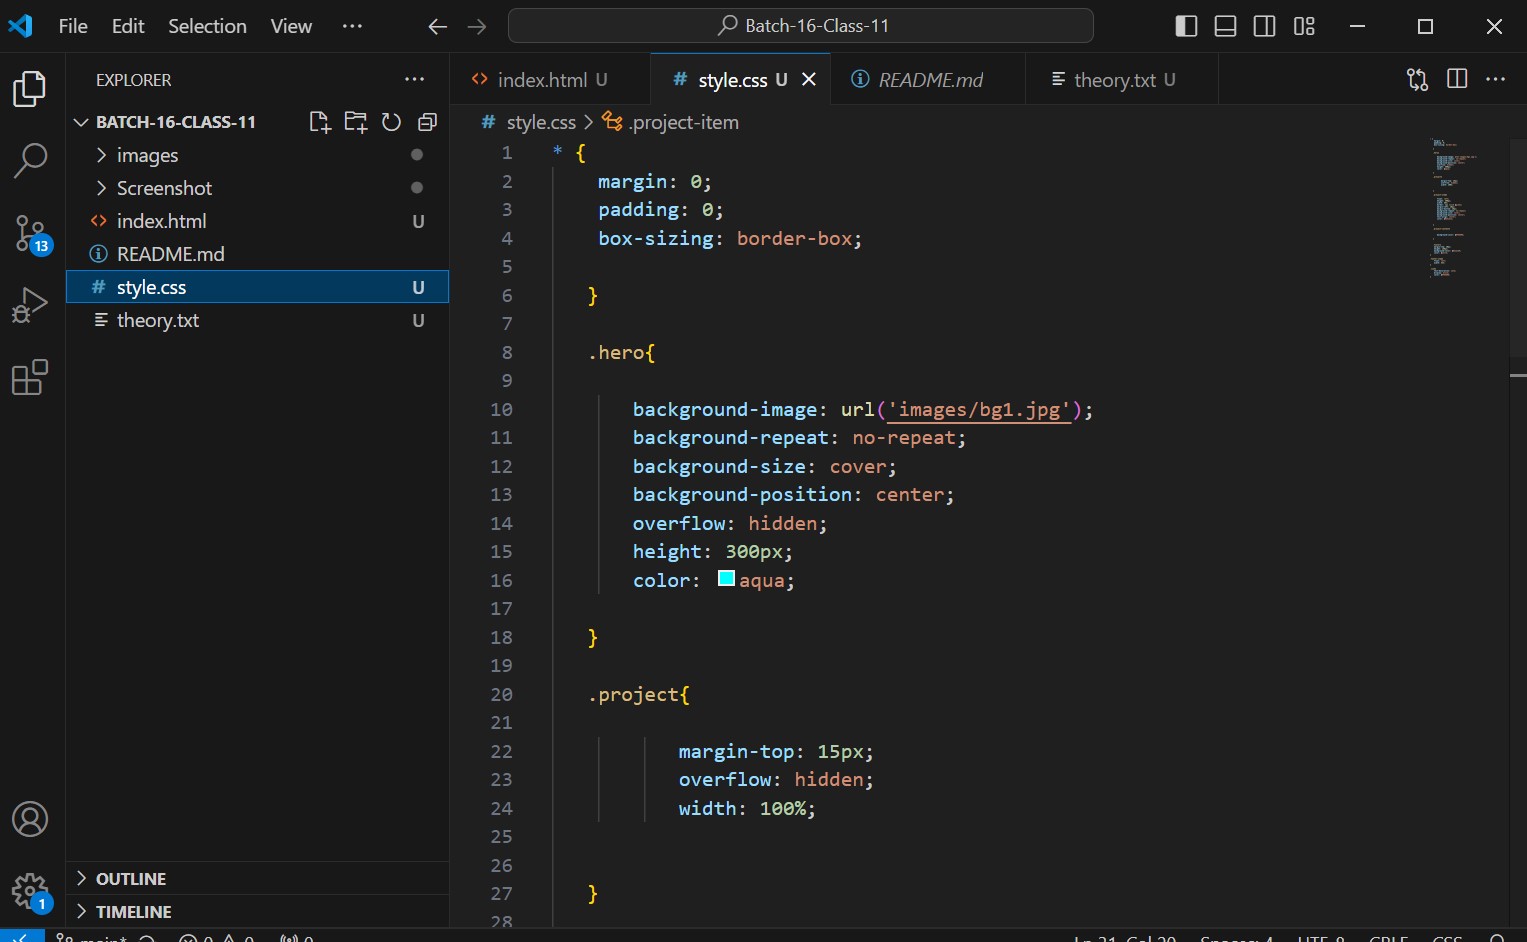 File Edit Selection View ··· Batch-16-Class-11
EXPLORER ···
BATCH-16-CLASS-11
images
Screenshot
index.html U
README.md
style.css U
theory.txt U
OUTLINE
TIMELINE
13
1
index.html U style.css U README.md theory.txt U
style.css > .project-item
1 * {
2 margin: 0;
3 padding: 0;
4 box-sizing: border-box;
5
6 }
7
8 .hero{
9
10 background-image: url('images/bg1.jpg');
11 background-repeat: no-repeat;
12 background-size: cover;
13 background-position: center;
14 overflow: hidden;
15 height: 300px;
16 color: aqua;
17
18 }
19
20 .project{
21
22 margin-top: 15px;
23 overflow: hidden;
24 width: 100%;
25
26
27 }
28
main* 0 0 0 Ln 31, Col 20 Spaces: 4 UTF-8 CRLF CSS